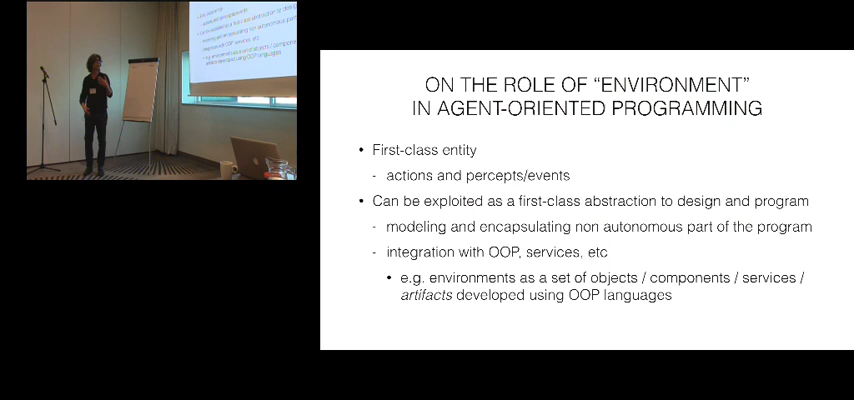 ON THE ROLE OF “ENVIRONMENT”
IN AGENT-ORIENTED PROGRAMMING
• First-class entity
- actions and percepts/events
• Can be exploited as a first-class abstraction to design and program
- modeling and encapsulating non autonomous part of the program
- integration with OOP, services, etc
• e.g. environments as a set of objects / components / services /
artifacts developed using OOP languages